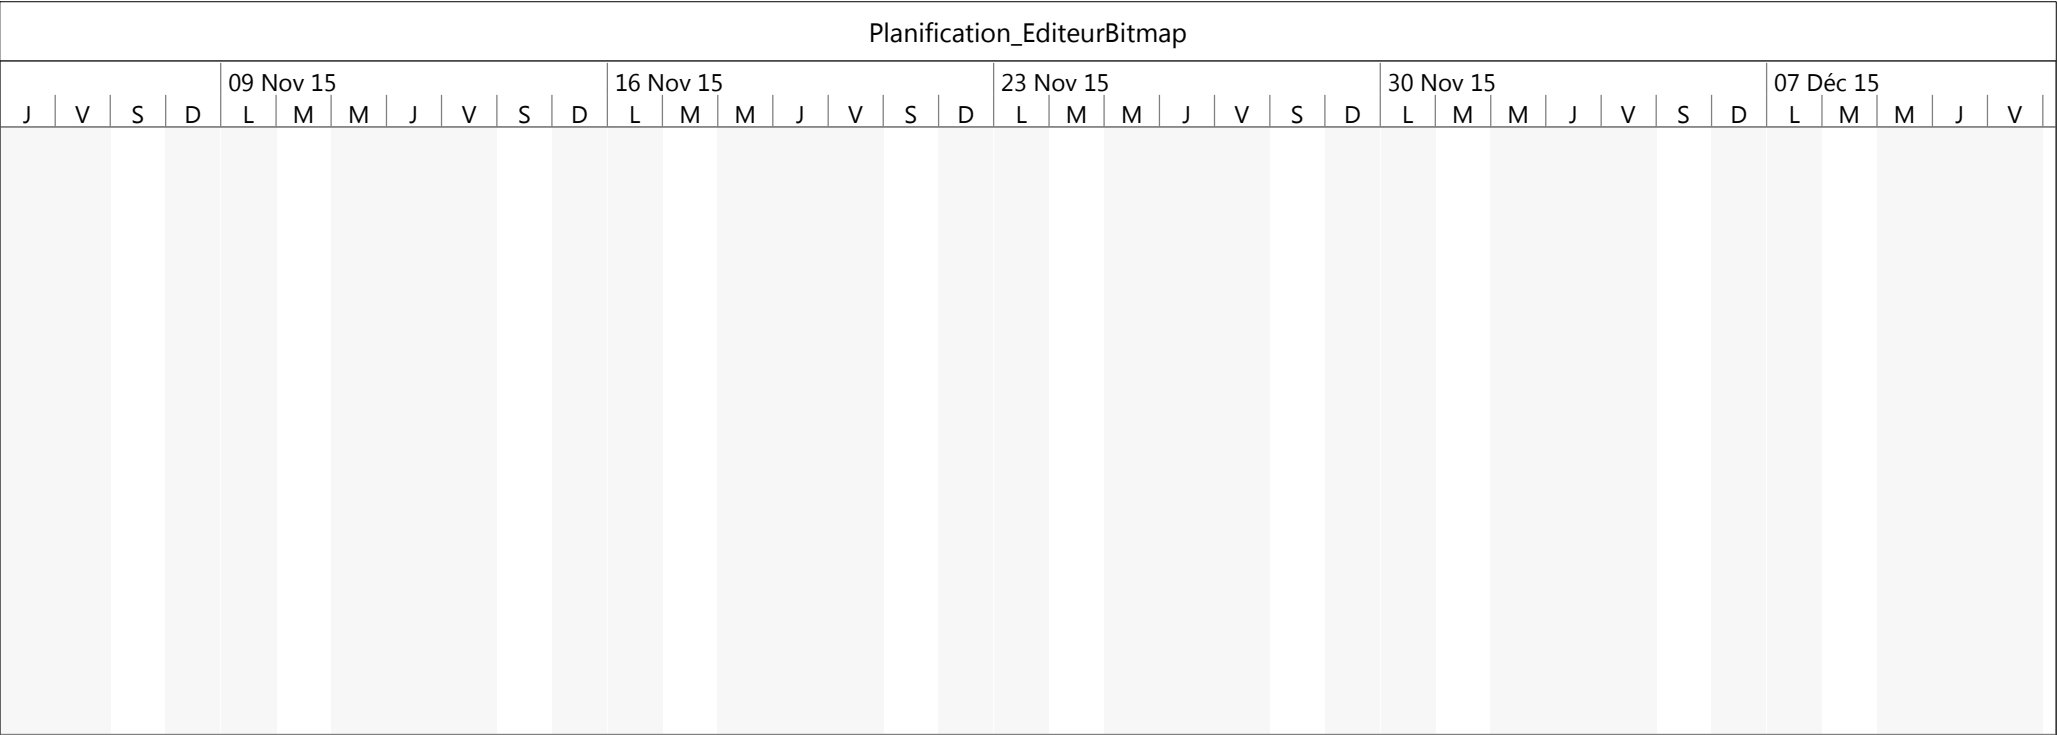 Planification_EditeurBitmap
09 Nov 15 16 Nov 15 23 Nov 15 30 Nov 15 07 Déc 15
J V S D L M M J V S D L M M J V S D L M M J V S D L M M J V S D L M M J V